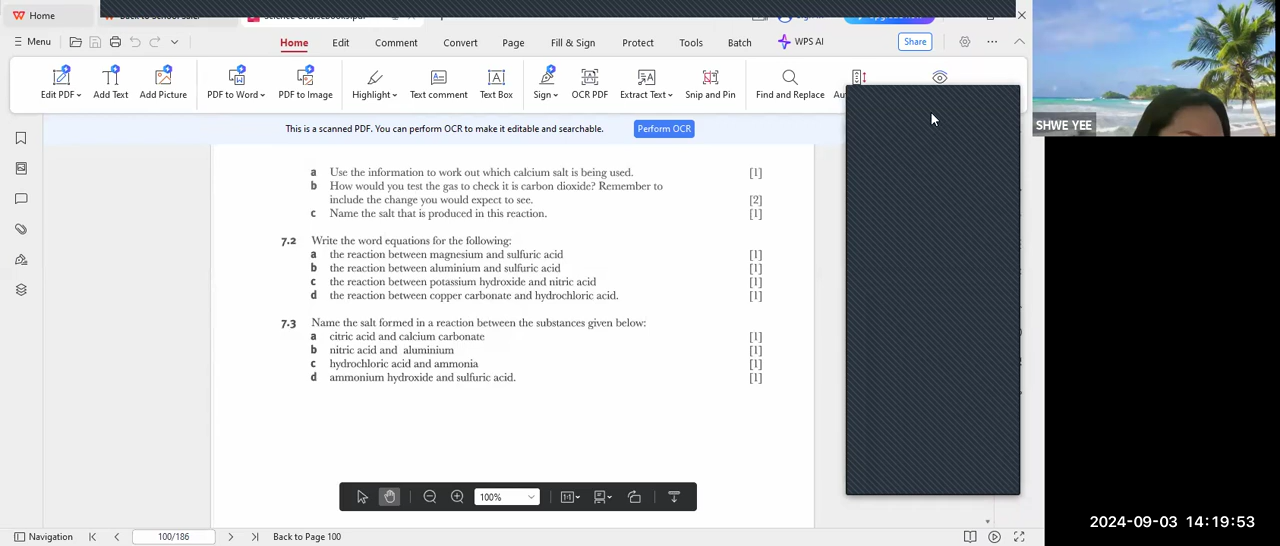 Home
Menu
Home Edit Comment Convert Page Fill & Sign Protect Tools Batch WPS AI Share
Edit PDF Add Text Add Picture PDF to Word PDF to Image Highlight Text comment Text Box Sign OCR PDF Extract Text Snip and Pin Find and Replace
This is a scanned PDF. You can perform OCR to make it editable and searchable. Perform OCR
SHWE YEE
a Use the information to work out which calcium salt is being used. [1]
b How would you test the gas to check it is carbon dioxide? Remember to
include the change you would expect to see. [2]
c Name the salt that is produced in this reaction. [1]
7.2 Write the word equations for the following:
a the reaction between magnesium and sulfuric acid [1]
b the reaction between aluminium and sulfuric acid [1]
c the reaction between potassium hydroxide and nitric acid [1]
d the reaction between copper carbonate and hydrochloric acid. [1]
7.3 Name the salt formed in a reaction between the substances given below:
a citric acid and calcium carbonate [1]
b nitric acid and aluminium [1]
c hydrochloric acid and ammonia [1]
d ammonium hydroxide and sulfuric acid. [1]
100%
Navigation 100/186 Back to Page 100
2024-09-03 14:19:53